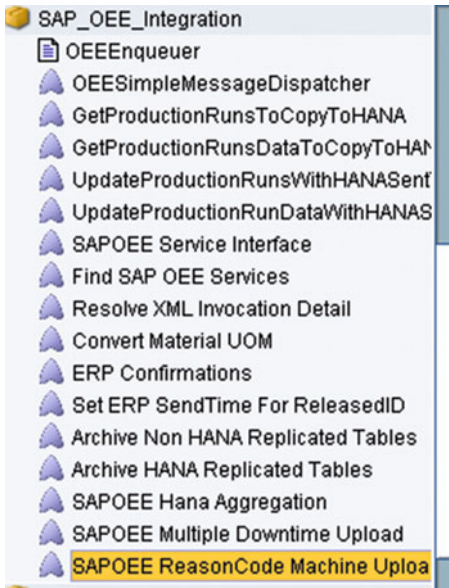 SAP_OEE_Integration
OEEEnqueuer
OEESimpleMessageDispatcher
GetProductionRunsToCopyToHANA
GetProductionRunsDataToCopyToHAN
UpdateProductionRunsWithHANASent
UpdateProductionRunDataWithHANAS
SAPOEE Service Interface
Find SAP OEE Services
Resolve XML Invocation Detail
Convert Material UOM
ERP Confirmations
Set ERP SendTime For ReleasedID
Archive Non HANA Replicated Tables
Archive HANA Replicated Tables
SAPOEE Hana Aggregation
SAPOEE Multiple Downtime Upload
SAPOEE ReasonCode Machine Uploa